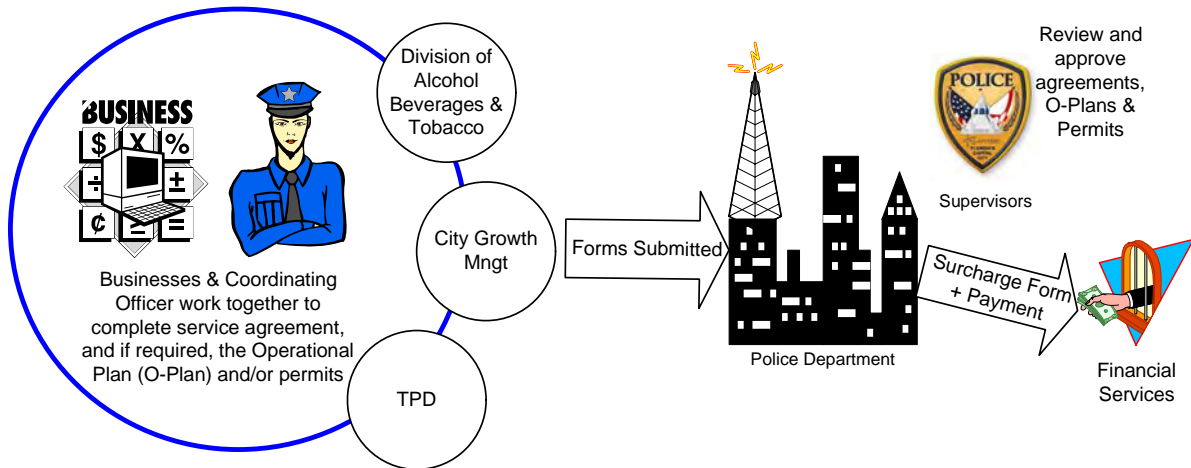 BUSINESS
$ X %
÷ ±
¢ ≥ =
Businesses & Coordinating
Officer work together to
complete service agreement,
and if required, the Operational
Plan (O-Plan) and/or permits
Division of
Alcohol
Beverages &
Tobacco
City Growth
Mngt
TPD
Forms Submitted
Police Department
POLICE
Supervisors
Review and
approve
agreements,
O-Plans &
Permits
Surcharge Form
+ Payment
Financial
Services